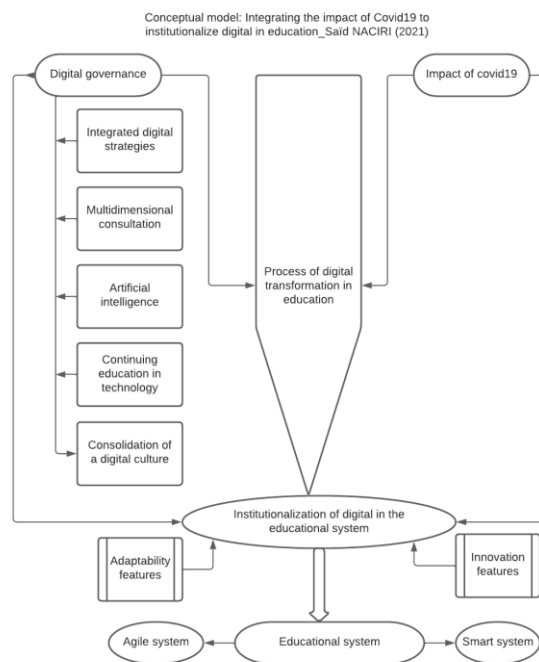 Conceptual model: Integrating the impact of Covid19 to
institutionalize digital in education_Saïd NACIRI (2021)
Digital governance
Impact of covid19
Integrated digital
strategies
Multidimensional
consultation
Artificial
intelligence
Continuing
education in
technology
Consolidation of
a digital culture
Process of digital
transformation in
education
Institutionalization of digital in the
educational system
Adaptability
features
Innovation
features
Agile system
Educational system
Smart system